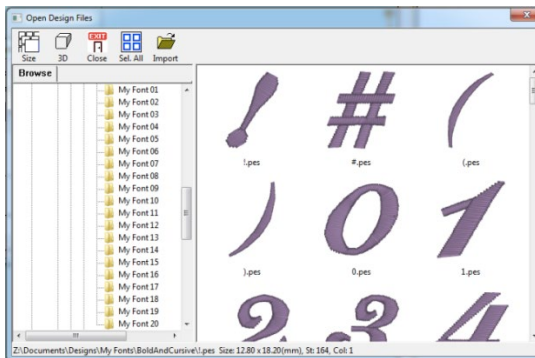 Open Design Files
Size 3D Close Sel. All Import
EXIT
Browse
My Font 01
My Font 02
My Font 03
My Font 04
My Font 05
My Font 06
My Font 07
My Font 08
My Font 09
My Font 10
My Font 11
My Font 12
My Font 13
My Font 14
My Font 15
My Font 16
My Font 17
My Font 18
My Font 19
My Font 20
! # (
!.pes #.pes (.pes
) 0 1
).pes 0.pes 1.pes
2 3 4
Z:\Documents\Designs\My Fonts\BoldAndCursive\!.pes Size: 12.80 x 18.20(mm), St: 164, Col: 1